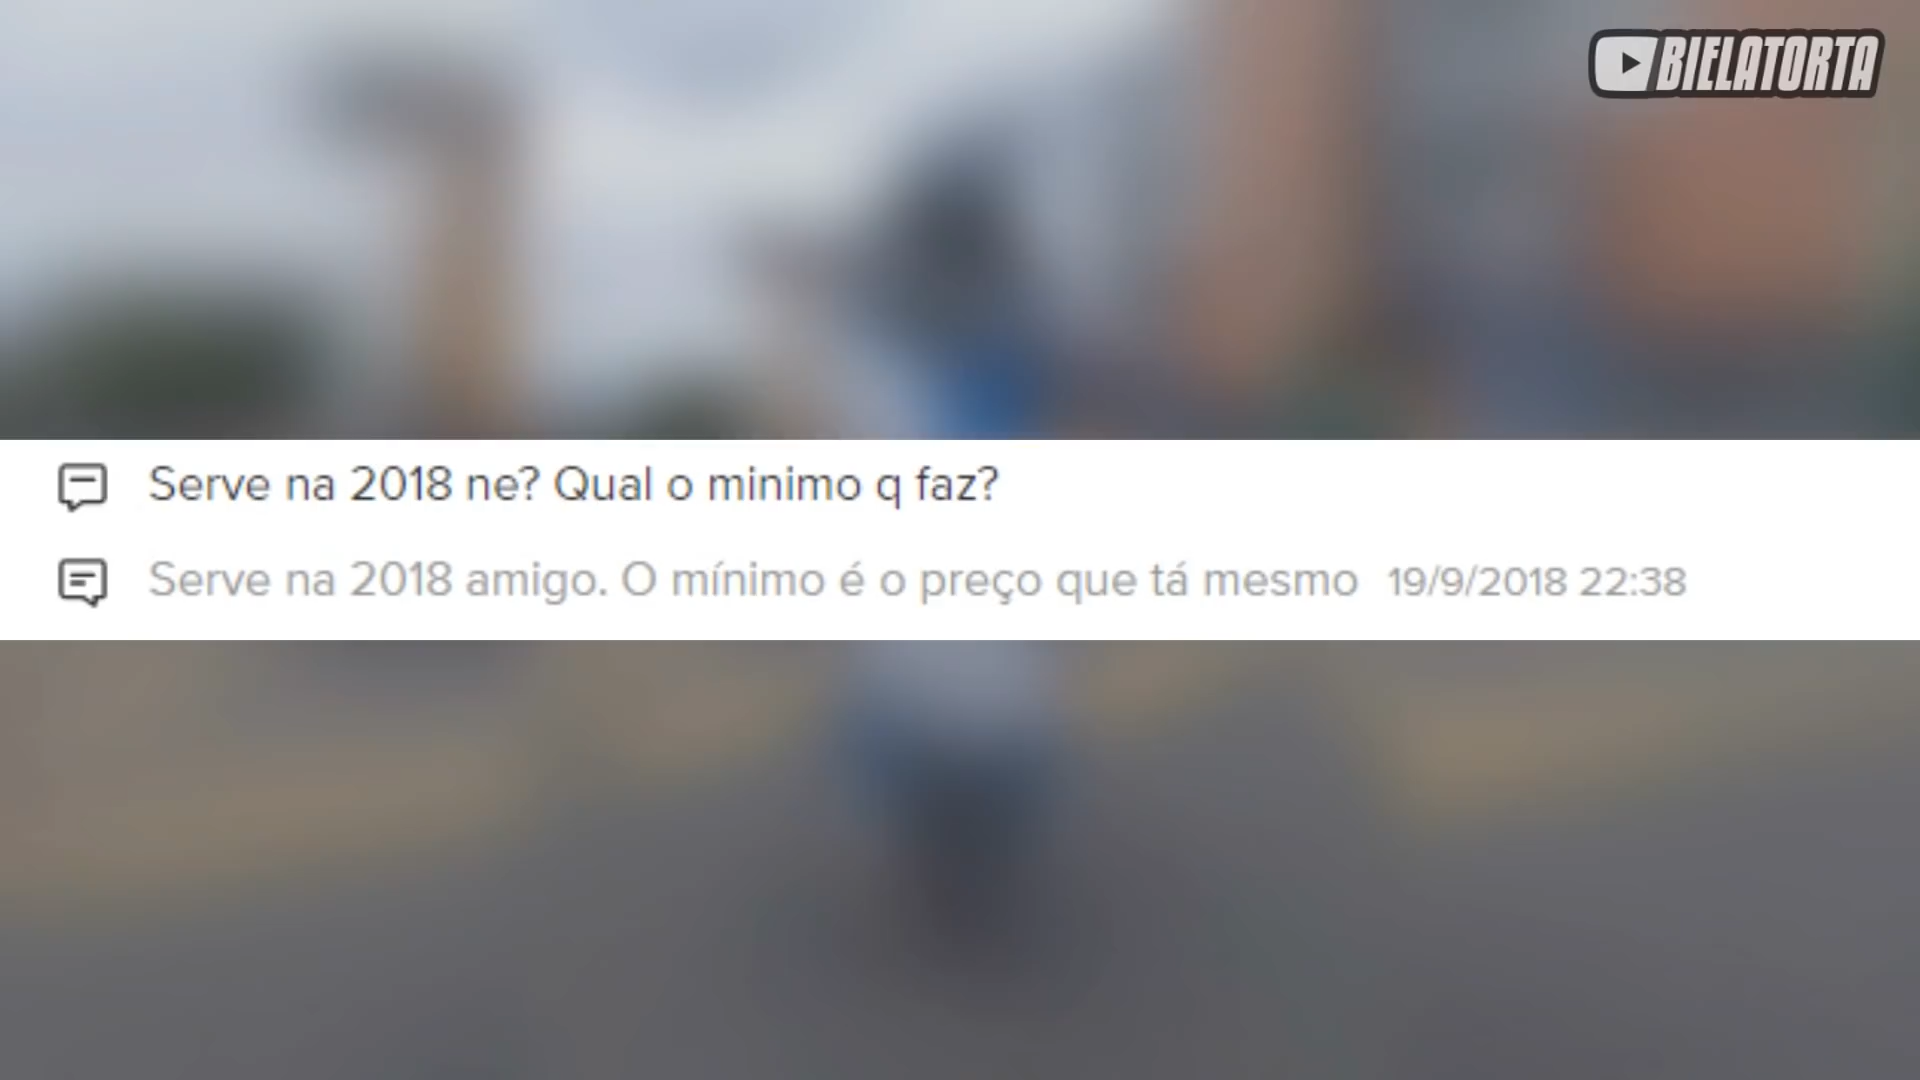 BIELATORTA
Serve na 2018 ne? Qual o minimo q faz?
Serve na 2018 amigo. O mínimo é o preço que tá mesmo 19/9/2018 22:38